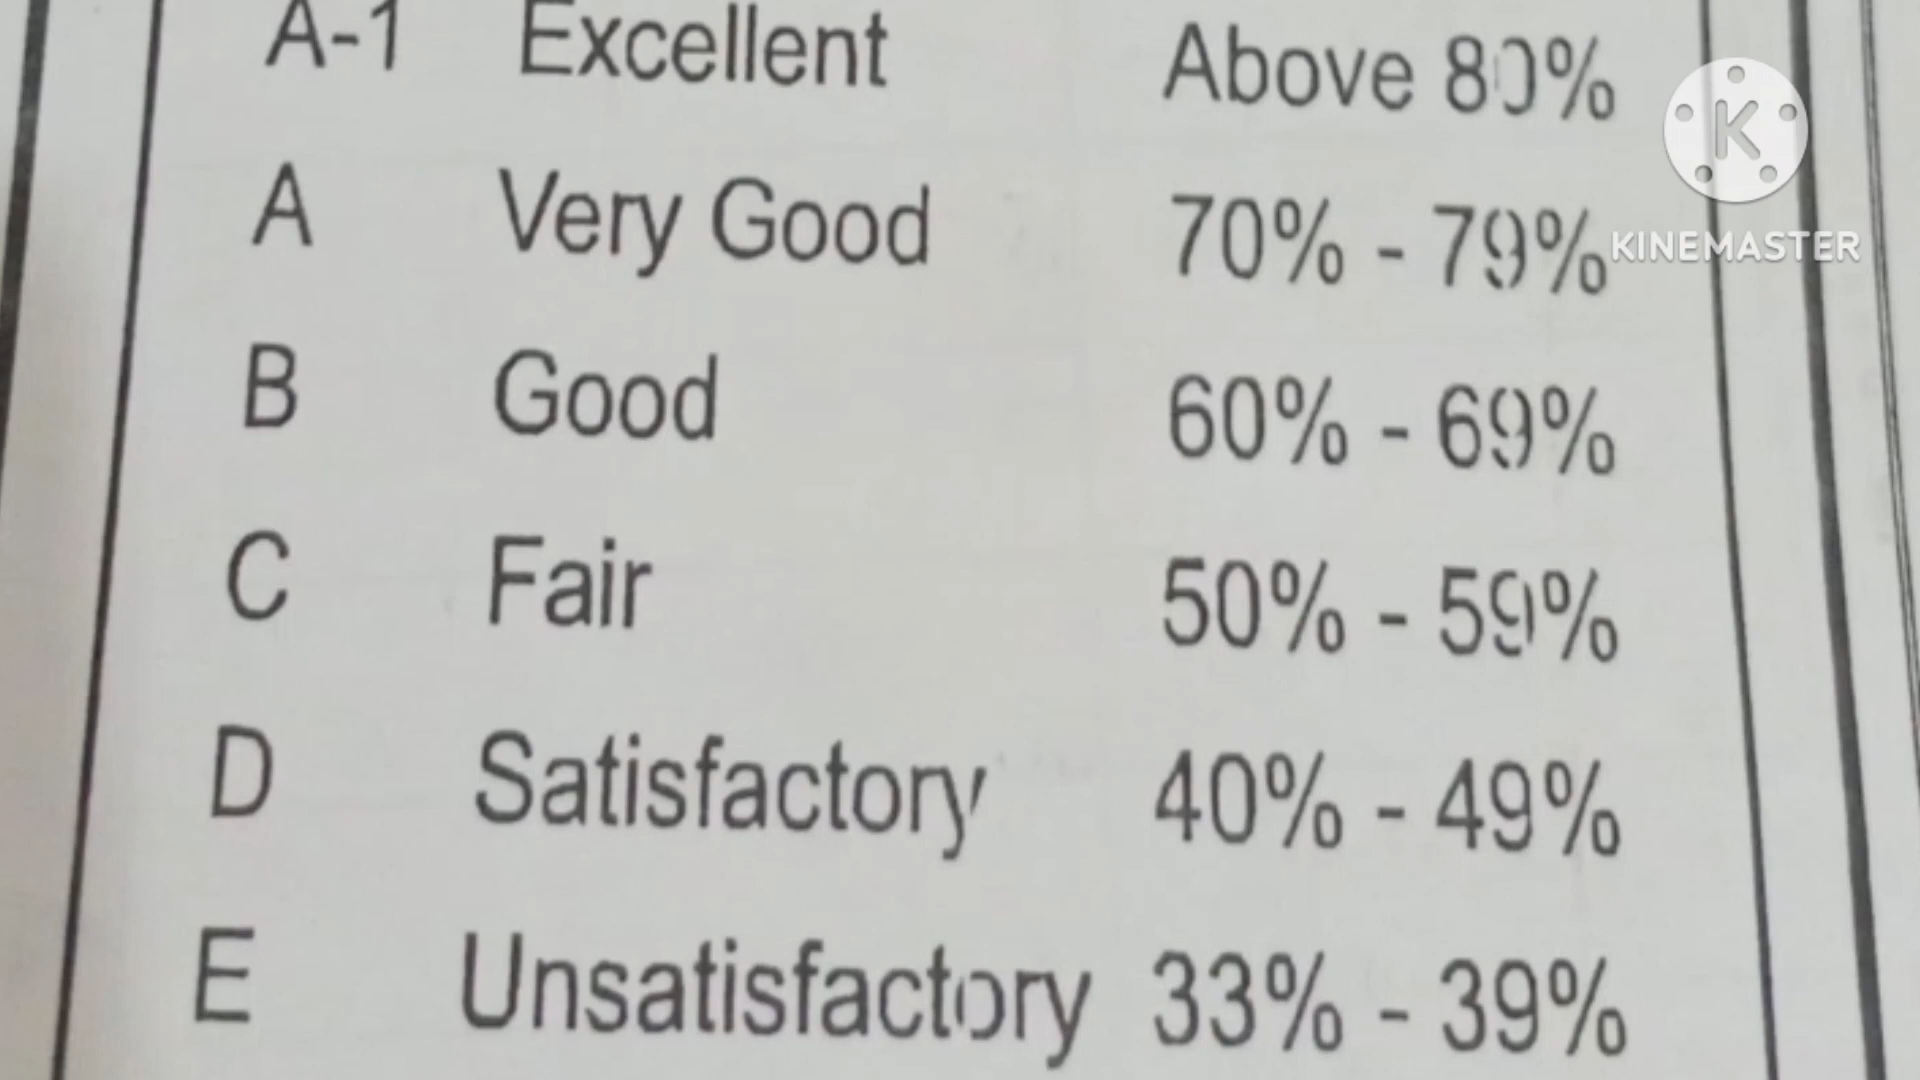 A-1 Excellent Above 80%
A Very Good 70% - 79%
B Good 60% - 69%
C Fair 50% - 59%
D Satisfactory 40% - 49%
E Unsatisfactory 33% - 39%
K
KINEMASTER